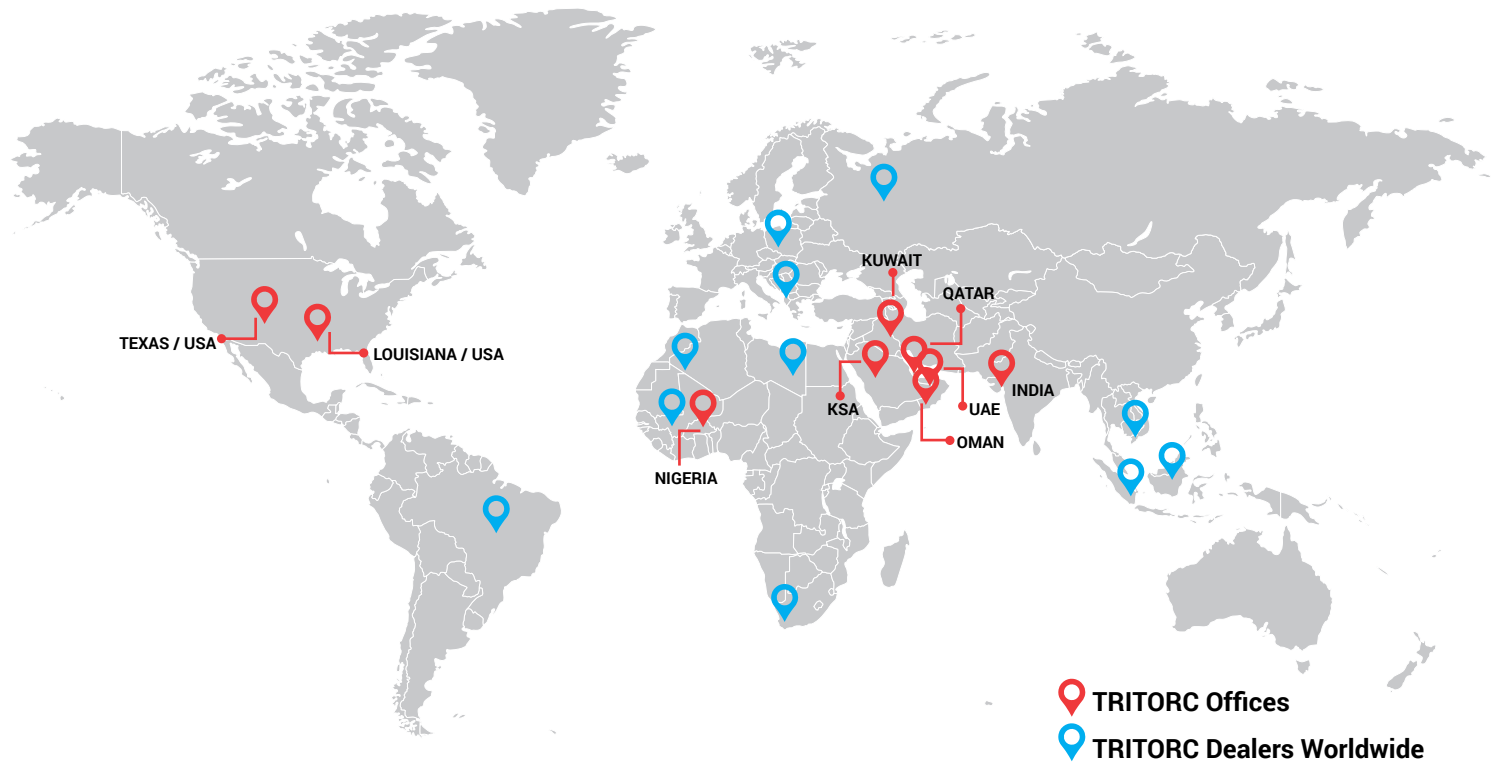 KUWAIT
QATAR
TEXAS / USA
LOUISIANA / USA
INDIA
KSA
UAE
OMAN
NIGERIA
TRITORC Offices
TRITORC Dealers Worldwide